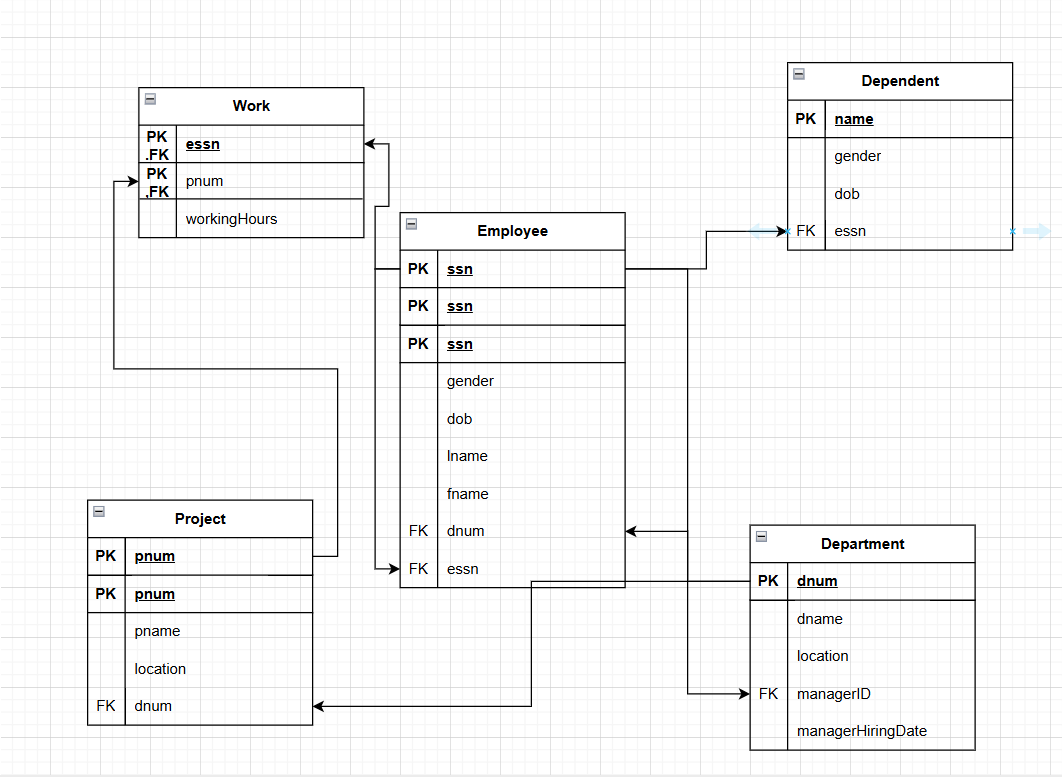 Work
PK
.FK
essn
PK
,FK
pnum
workingHours
Dependent
PK name
gender
dob
FK essn
Employee
PK ssn
PK ssn
PK ssn
gender
dob
lname
fname
FK dnum
FK essn
Project
PK pnum
PK pnum
pname
location
FK dnum
Department
PK dnum
dname
location
FK managerID
managerHiringDate